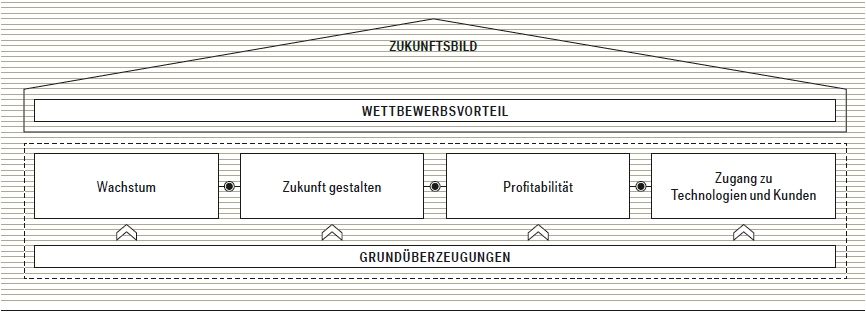 ZUKUNFTSBILD
WETTBEWERBSVORTEIL
Wachstum
Zukunft gestalten
Profitabilität
Zugang zu
Technologien und Kunden
GRUNDÜBERZEUGUNGEN